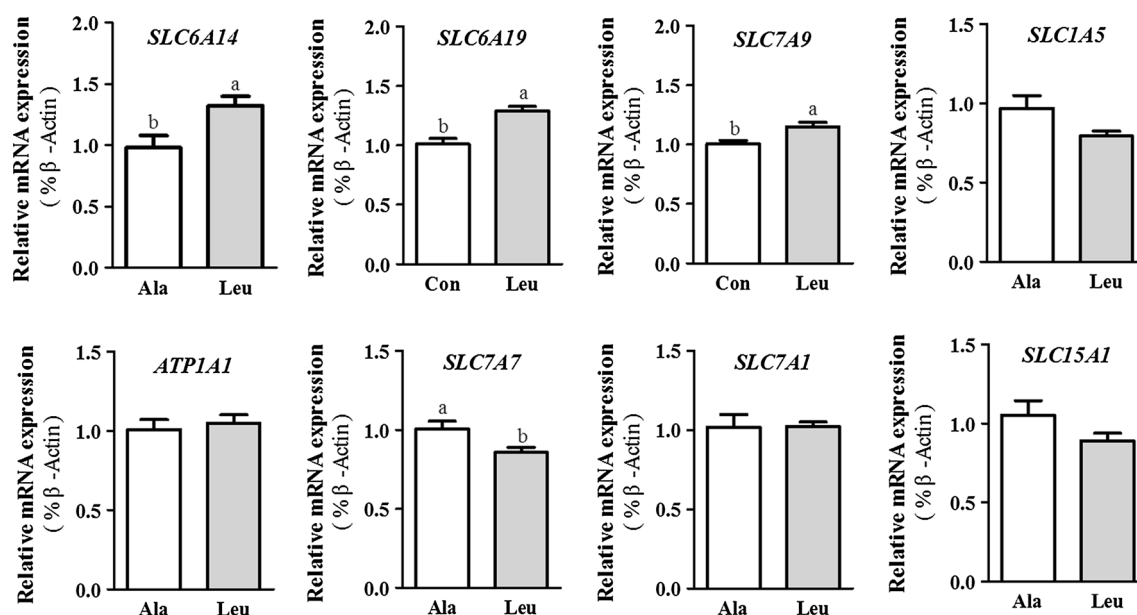 SLC6A14
Relative mRNA expression
( %β -Actin )
2.0
1.5
1.0
0.5
0.0
b
a
Ala Leu
SLC6A19
Relative mRNA expression
( %β -Actin )
2.0
1.5
1.0
0.5
0.0
b
a
Con Leu
SLC7A9
Relative mRNA expression
( %β -Actin )
2.0
1.5
1.0
0.5
0.0
b
a
Con Leu
SLC1A5
Relative mRNA expression
( %β -Actin )
1.5
1.0
0.5
0.0
Ala Leu
ATP1A1
Relative mRNA expression
( %β -Actin )
1.5
1.0
0.5
0.0
Ala Leu
SLC7A7
Relative mRNA expression
( %β -Actin )
1.5
1.0
0.5
0.0
a
b
Ala Leu
SLC7A1
Relative mRNA expression
( %β -Actin )
1.5
1.0
0.5
0.0
Ala Leu
SLC15A1
Relative mRNA expression
( %β -Actin )
1.5
1.0
0.5
0.0
Ala Leu